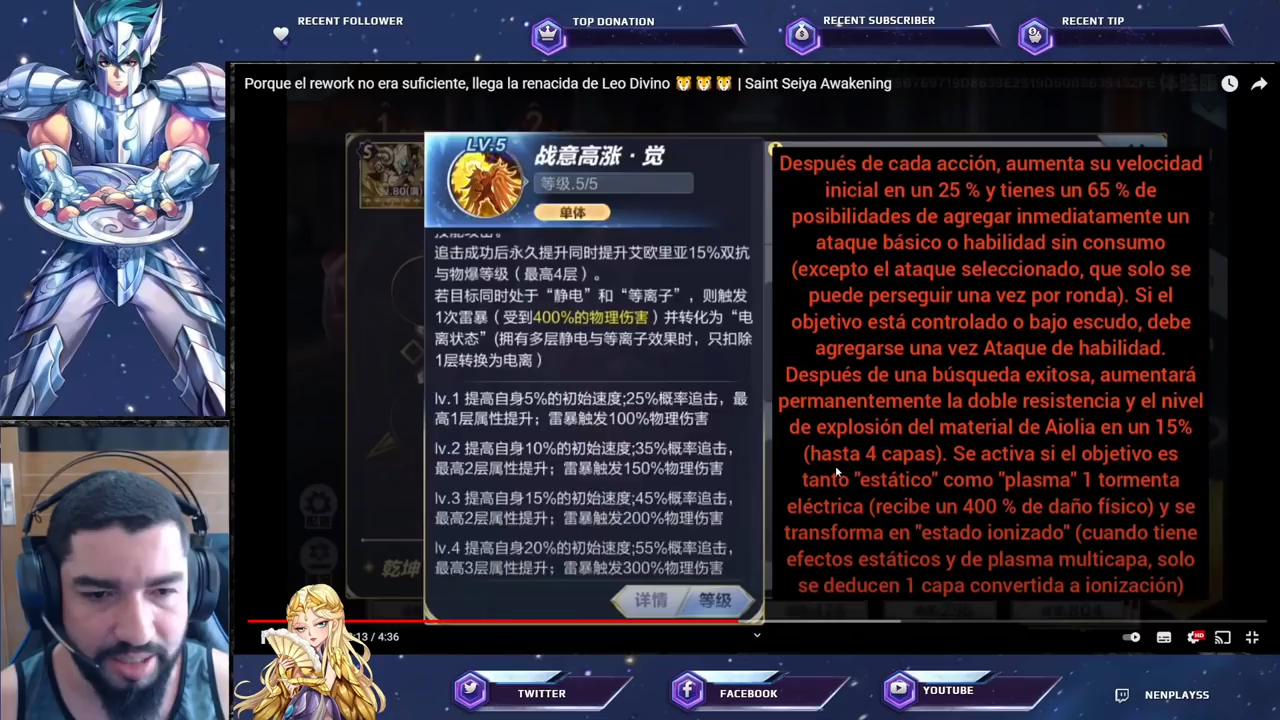 RECENT FOLLOWER
TOP DONATION
RECENT SUBSCRIBER
RECENT TIP
Porque el rework no era suficiente, llega la renacida de Leo Divino 🐯 🐯 🐯 | Saint Seiya Awakening
LV.5
战意高涨·觉
等级.5/5
单体
追击成功后永久提升同时提升艾欧里亚15%双抗
与物爆等级（最高4层）。
若目标同时处于“静电”和“等离子”，则触发
1次雷暴（受到400%的物理伤害）并转化为“电
离状态”(拥有多层静电与等离子效果时，只扣除
1层转换为电离）
lv.1 提高自身5%的初始速度;25%概率追击，最
高1层属性提升；雷暴触发100%物理伤害
lv.2 提高自身10%的初始速度;35%概率追击，
最高2层属性提升；雷暴触发150%物理伤害
lv.3 提高自身15%的初始速度;45%概率追击，
最高2层属性提升；雷暴触发200%物理伤害
lv.4 提高自身20%的初始速度;55%概率追击，
最高3层属性提升；雷暴触发300%物理伤害
详情
等级
乾坤
Después de cada acción, aumenta su velocidad
inicial en un 25 % y tienes un 65 % de
posibilidades de agregar inmediatamente un
ataque básico o habilidad sin consumo
(excepto el ataque seleccionado, que solo se
puede perseguir una vez por ronda). Si el
objetivo está controlado o bajo escudo, debe
agregarse una vez Ataque de habilidad.
Después de una búsqueda exitosa, aumentará
permanentemente la doble resistencia y el nivel
de explosión del material de Aiolia en un 15%
(hasta 4 capas). Se activa si el objetivo es
tanto "estático" como "plasma" 1 tormenta
eléctrica (recibe un 400 % de daño físico) y se
transforma en "estado ionizado" (cuando tiene
efectos estáticos y de plasma multicapa, solo
se deducen 1 capa convertida a ionización)
:13 / 4:36
HD
TWITTER
FACEBOOK
YOUTUBE
NENPLAYSS